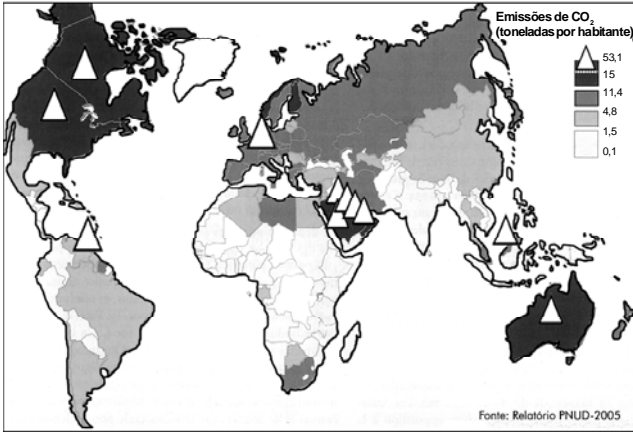 Emissões de CO₂
(toneladas por habitante)
53,1
15
11,4
4,8
1,5
0,1
Fonte: Relatório PNUD-2005